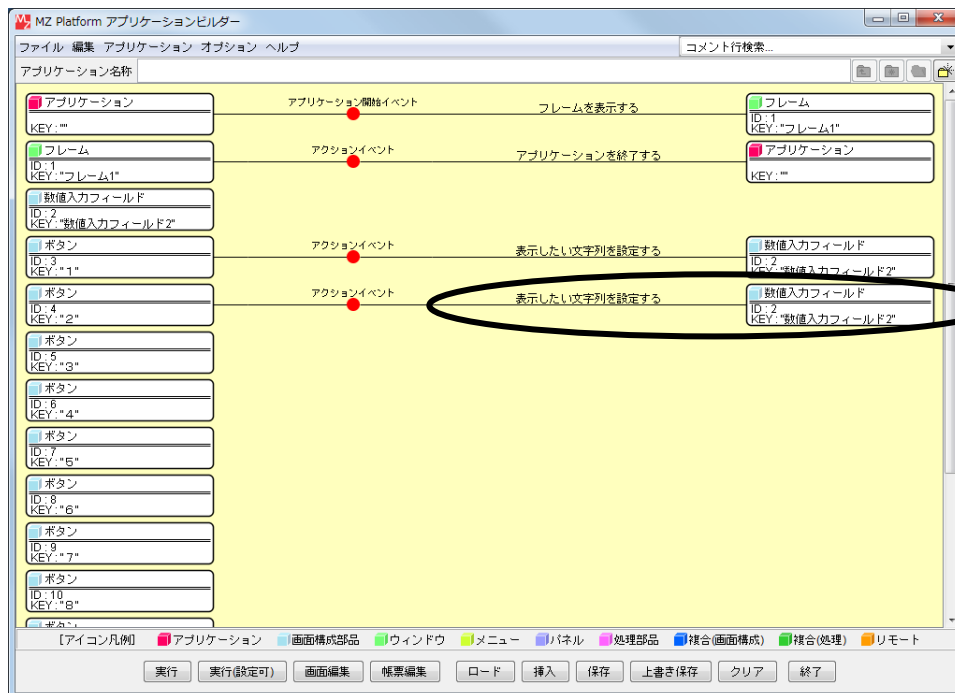 MZ Platform アプリケーションビルダー
ファイル 編集 アプリケーション オプション ヘルプ
コメント行検索...
アプリケーション名称
アプリケーション
KEY:""
アプリケーション開始イベント
フレームを表示する
フレーム
ID:1
KEY:"フレーム1"
フレーム
ID:1
KEY:"フレーム1"
アクションイベント
アプリケーションを終了する
アプリケーション
KEY:""
数値入力フィールド
ID:2
KEY:"数値入力フィールド2"
ボタン
ID:3
KEY:"1"
アクションイベント
表示したい文字列を設定する
数値入力フィールド
ID:2
KEY:"数値入力フィールド2"
ボタン
ID:4
KEY:"2"
アクションイベント
表示したい文字列を設定する
数値入力フィールド
ID:2
KEY:"数値入力フィールド2"
ボタン
ID:5
KEY:"3"
ボタン
ID:6
KEY:"4"
ボタン
ID:7
KEY:"5"
ボタン
ID:8
KEY:"6"
ボタン
ID:9
KEY:"7"
ボタン
ID:10
KEY:"8"
ボタン
[アイコン凡例] アプリケーション 画面構成部品 ウィンドウ メニュー パネル 処理部品 複合(画面構成) 複合(処理) リモート
実行 実行(設定可) 画面編集 帳票編集 ロード 挿入 保存 上書き保存 クリア 終了